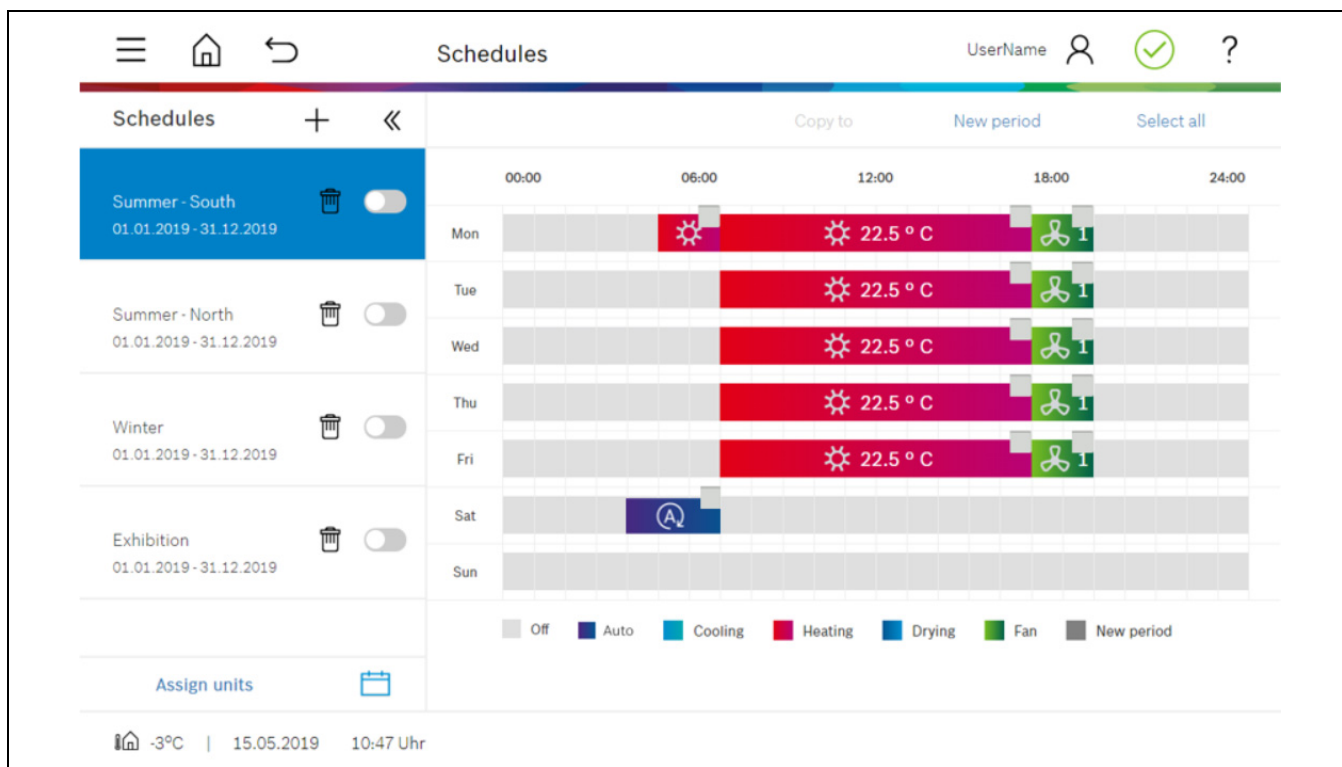 Schedules
UserName
?
Schedules
Copy to New period Select all
Summer - South
01.01.2019 - 31.12.2019
Summer - North
01.01.2019 - 31.12.2019
Winter
01.01.2019 - 31.12.2019
Exhibition
01.01.2019 - 31.12.2019
Assign units
00:00 06:00 12:00 18:00 24:00
Mon 22.5 º C 1
Tue 22.5 º C 1
Wed 22.5 º C 1
Thu 22.5 º C 1
Fri 22.5 º C 1
Sat A
Sun
Off Auto Cooling Heating Drying Fan New period
-3ºC | 15.05.2019 10:47 Uhr